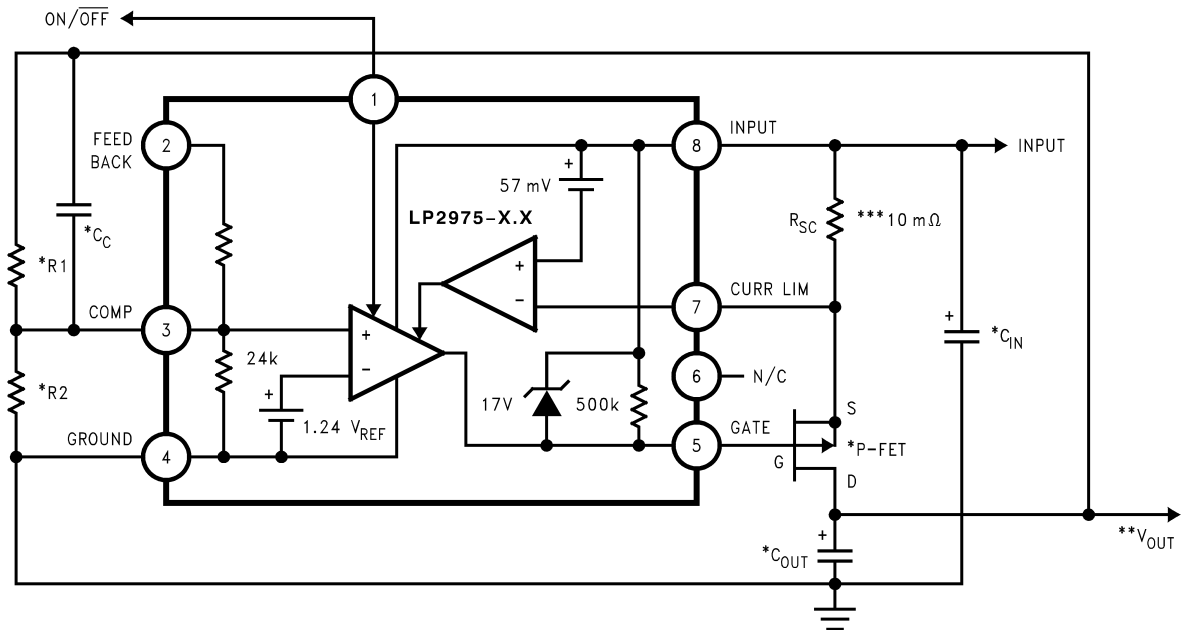 ON/OFF
1
FEED
BACK
2
8
INPUT
INPUT
+
57 mV
LP2975-X.X
*C_C
R_SC
***10 mΩ
*R1
+
-
7
CURR LIM
COMP
3
+
-
24k
+
*C_IN
6
N/C
*R2
+
1.24 V_REF
17V
500k
GROUND
4
5
GATE
S
G
*P-FET
D
+
*C_OUT
**V_OUT